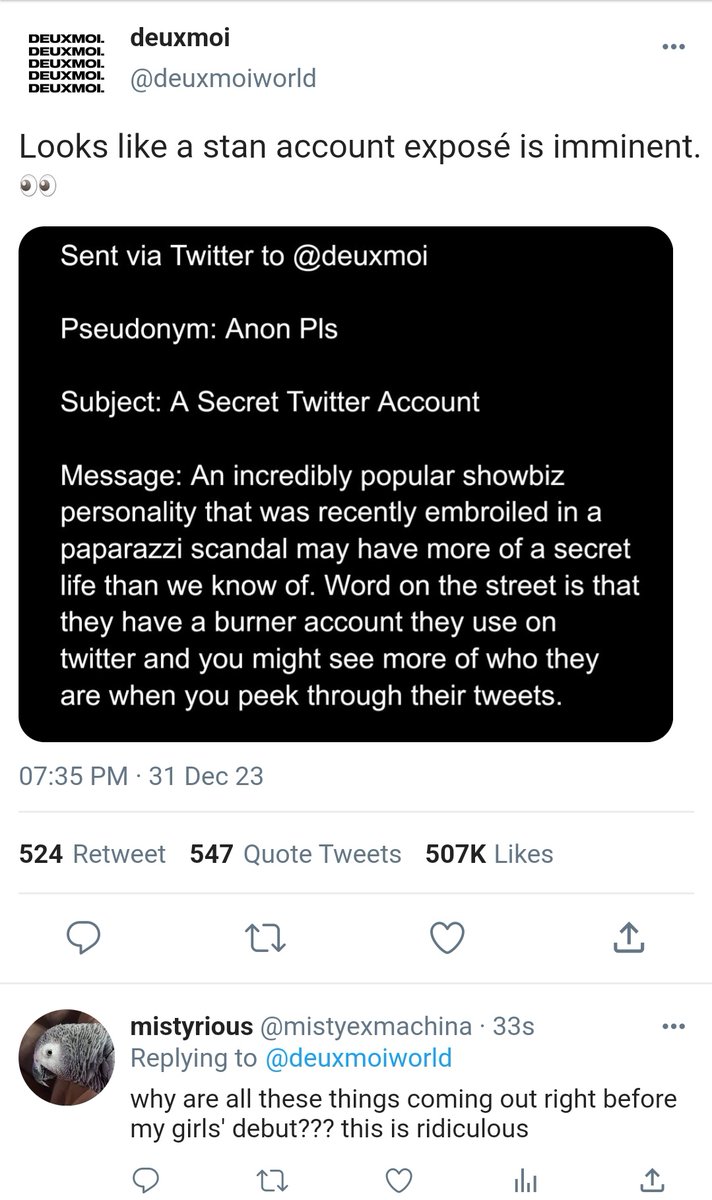 DEUXMOI.
DEUXMOI.
DEUXMOI.
DEUXMOI.
DEUXMOI.
deuxmoi
@deuxmoiworld
Looks like a stan account exposé is imminent.
👀
Sent via Twitter to @deuxmoi
Pseudonym: Anon Pls
Subject: A Secret Twitter Account
Message: An incredibly popular showbiz
personality that was recently embroiled in a
paparazzi scandal may have more of a secret
life than we know of. Word on the street is that
they have a burner account they use on
twitter and you might see more of who they
are when you peek through their tweets.
07:35 PM · 31 Dec 23
524 Retweet 547 Quote Tweets 507K Likes
mistyrious @mistyexmachina · 33s
Replying to @deuxmoiworld
why are all these things coming out right before
my girls' debut??? this is ridiculous